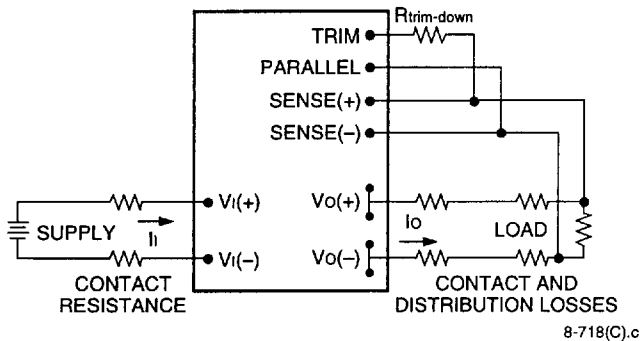 TRIM
Rtrim-down
PARALLEL
SENSE(+)
SENSE(–)
VI(+)
VO(+)
SUPPLY
II
IO
LOAD
VI(–)
VO(–)
CONTACT
RESISTANCE
CONTACT AND
DISTRIBUTION LOSSES
8-718(C).c